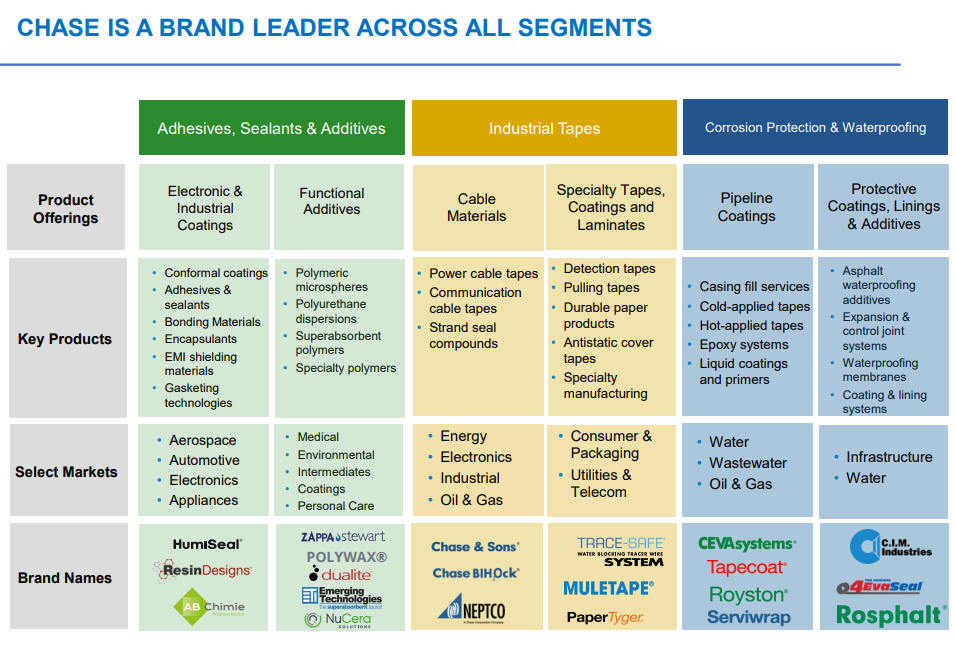 CHASE IS A BRAND LEADER ACROSS ALL SEGMENTS
Adhesives, Sealants & Additives
Industrial Tapes
Corrosion Protection & Waterproofing
Product
Offerings
Electronic &
Industrial
Coatings
Functional
Additives
Cable
Materials
Specialty Tapes,
Coatings and
Laminates
Pipeline
Coatings
Protective
Coatings, Linings
& Additives
Key Products
• Conformal coatings
• Adhesives &
sealants
• Bonding Materials
• Encapsulants
• EMI shielding
materials
• Gasketing
technologies
• Polymeric
microspheres
• Polyurethane
dispersions
• Superabsorbent
polymers
• Specialty polymers
• Power cable tapes
• Communication
cable tapes
• Strand seal
compounds
• Detection tapes
• Pulling tapes
• Durable paper
products
• Antistatic cover
tapes
• Specialty
manufacturing
• Casing fill services
• Cold-applied tapes
• Hot-applied tapes
• Epoxy systems
• Liquid coatings
and primers
• Asphalt
waterproofing
additives
• Expansion &
control joint
systems
• Waterproofing
membranes
• Coating & lining
systems
Select Markets
• Aerospace
• Automotive
• Electronics
• Appliances
• Medical
• Environmental
• Intermediates
• Coatings
• Personal Care
• Energy
• Electronics
• Industrial
• Oil & Gas
• Consumer &
Packaging
• Utilities &
Telecom
• Water
• Wastewater
• Oil & Gas
• Infrastructure
• Water
Brand Names
HumiSeal®
ResinDesigns
AB Chimie
ZAPPA stewart
POLYWAX®
dualite
ET Emerging
Technologies
the superabsorbent source
NuCera
SOLUTIONS
Chase & Sons®
Chase BIH2Ock®
NEPTCO
A Chase Corporation Company
TRACE-SAFE®
WATER BLOCKING TRACER WIRE
SYSTEM
MULETAPE®
PaperTyger.
CEVAsystems®
Tapecoat®
Royston®
Serviwrap
C.I.M.
Industries
THE ORIGINAL
O4EvaSeal
Rosphalt®